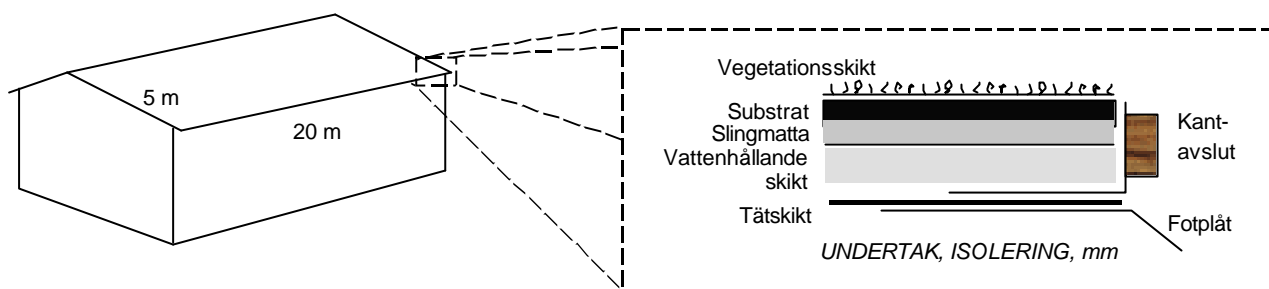 5 m
20 m
Vegetationsskikt
Substrat
Slingmatta
Vattenhållande
skikt
Tätskikt
Kant-
avslut
Fotplåt
UNDERTAK, ISOLERING, mm